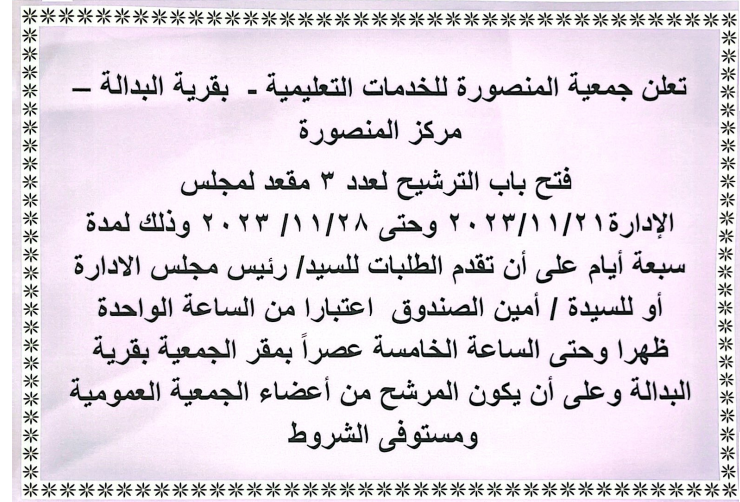 تعلن جمعية المنصورة للخدمات التعليمية - بقرية البدالة –
مركز المنصورة
فتح باب الترشيح لعدد ٣ مقعد لمجلس
الإدارة٢٠٢٣/١١/٢١ وحتى ٢٠٢٣ /١١/٢٨ وذلك لمدة
سبعة أيام على أن تقدم الطلبات للسيد/ رئيس مجلس الادارة
أو للسيدة / أمين الصندوق اعتبارا من الساعة الواحدة
ظهرا وحتى الساعة الخامسة عصراً بمقر الجمعية بقرية
البدالة وعلى أن يكون المرشح من أعضاء الجمعية العمومية
ومستوفى الشروط